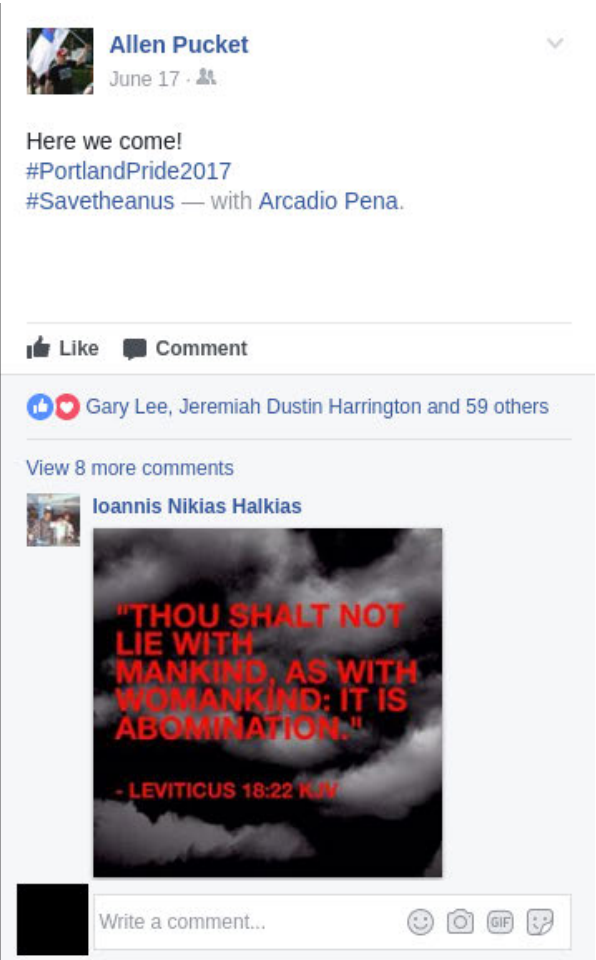 Allen Pucket
June 17 ·
Here we come!
#PortlandPride2017
#Savetheanus — with Arcadio Pena.
Like Comment
Gary Lee, Jeremiah Dustin Harrington and 59 others
View 8 more comments
Ioannis Nikias Halkias
"THOU SHALT NOT
LIE WITH
MANKIND, AS WITH
WOMANKIND: IT IS
ABOMINATION."
- LEVITICUS 18:22 KJV
Write a comment...
GIF